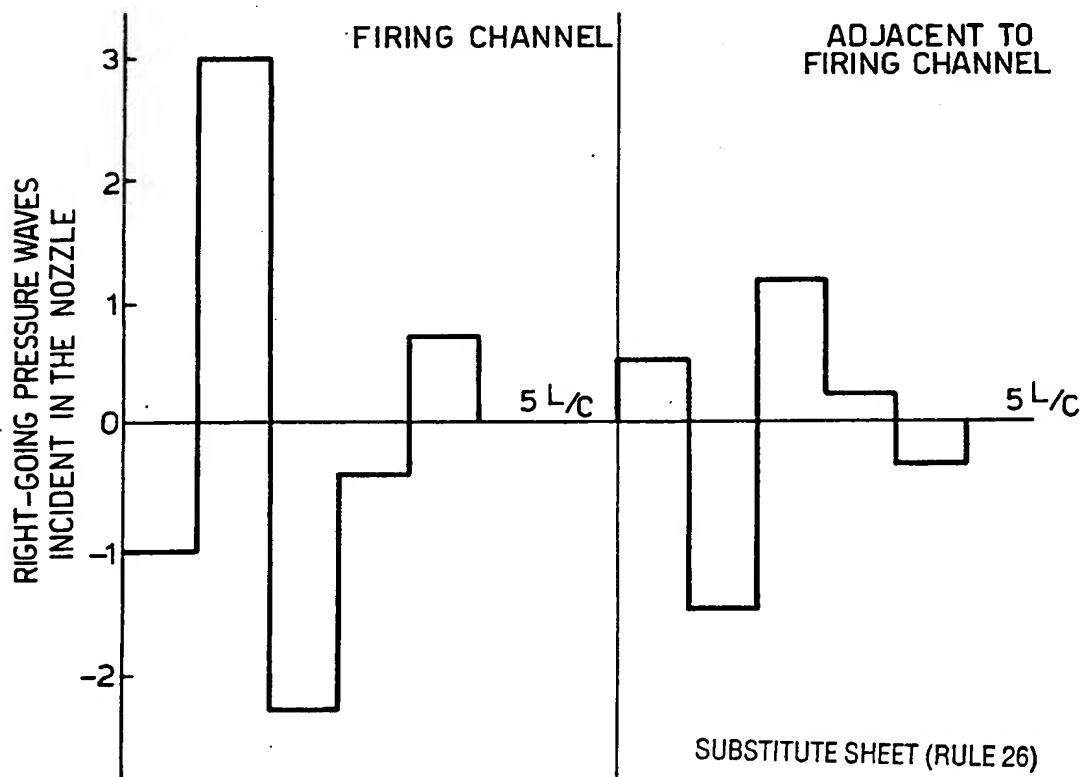 FIRING CHANNEL
ADJACENT TO
FIRING CHANNEL
RIGHT-GOING PRESSURE WAVES
INCIDENT IN THE NOZZLE
3
2
1
0
-1
-2
5 L/C
5 L/C
SUBSTITUTE SHEET (RULE 26)